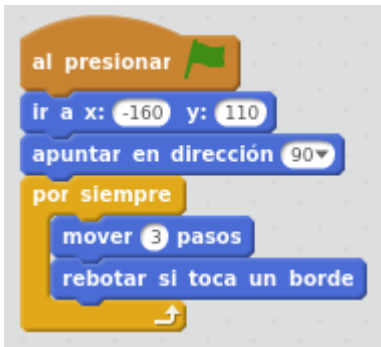 al presionar
ir a x: -160 y: 110
apuntar en dirección 90
por siempre
mover 3 pasos
rebotar si toca un borde